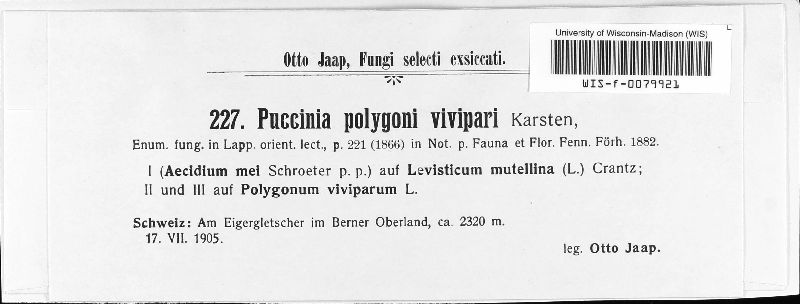 University of Wisconsin-Madison (WIS)
WIS-f-0079921
Otto Jaap, Fungi selecti exsiccati.
227. Puccinia polygoni vivipari Karsten,
Enum. fung. in Lapp. orient. lect., p. 221 (1866) in Not. p. Fauna et Flor. Fenn. Förh. 1882.
I (Aecidium mei Schroeter p. p.) auf Levisticum mutellina (L.) Crantz;
II und III auf Polygonum viviparum L.
Schweiz: Am Eigergletscher im Berner Oberland, ca. 2320 m.
17. VII. 1905.
leg. Otto Jaap.